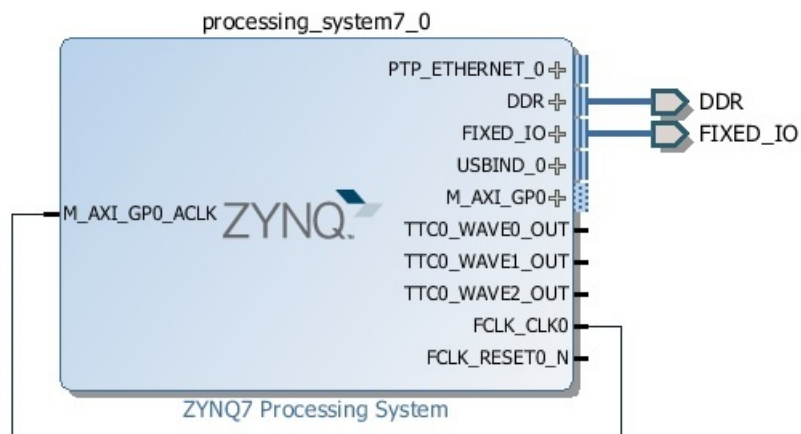 processing_system7_0
PTP_ETHERNET_0
DDR
DDR
FIXED_IO
FIXED_IO
USBIND_0
M_AXI_GP0
M_AXI_GP0_ACLK
ZYNQ
TTC0_WAVE0_OUT
TTC0_WAVE1_OUT
TTC0_WAVE2_OUT
FCLK_CLK0
FCLK_RESET0_N
ZYNQ7 Processing System